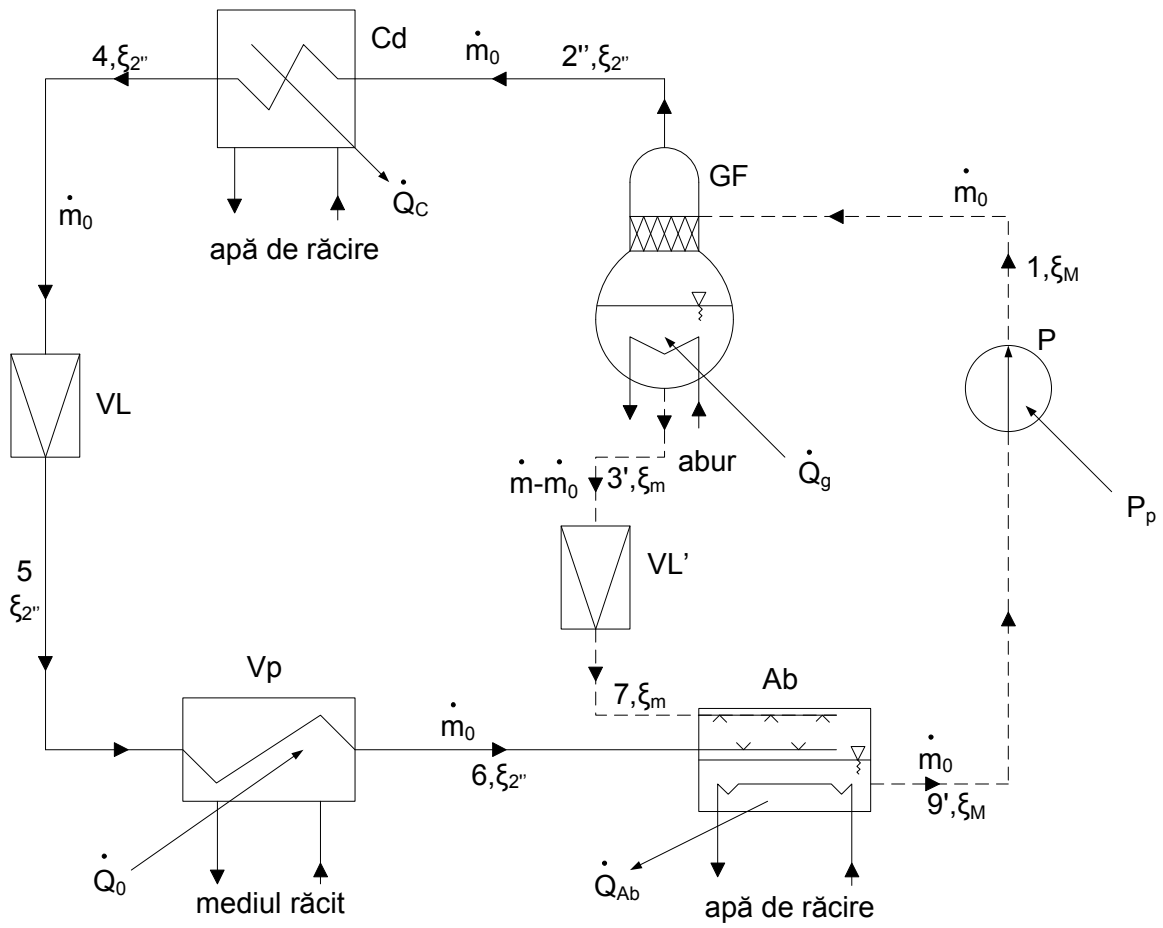 Cd
ṁ₀
4,ξ₂"
2",ξ₂"
GF
Q̇C
ṁ₀
ṁ₀
apă de răcire
1,ξM
P
VL
abur
Q̇g
ṁ-ṁ₀
3',ξm
Pp
VL’
5
ξ₂"
Vp
Ab
7,ξm
ṁ₀
6,ξ₂"
ṁ₀
9',ξM
Q̇₀
Q̇Ab
mediul răcit
apă de răcire